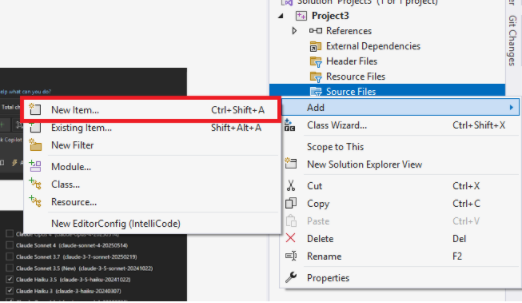 Solution 'Project3' (1 of 1 project)
Project3
References
External Dependencies
Header Files
Resource Files
Source Files
Git Changes
help what can you do?
Total
New Item... Ctrl+Shift+A
Existing Item... Shift+Alt+A
New Filter
Module...
Class...
Resource...
New EditorConfig (IntelliCode)
Add
Class Wizard... Ctrl+Shift+X
Scope to This
New Solution Explorer View
Cut Ctrl+X
Copy Ctrl+C
Paste Ctrl+V
Delete Del
Rename F2
Properties
Claude Sonnet 4 (claude-sonnet-4-20250514)
Claude Sonnet 3.7 (claude-3-7-sonnet-20250219)
Claude Sonnet 3.5 (New) (claude-3-5-sonnet-20241022)
Claude Haiku 3.5 (claude-3-5-haiku-20241022)
Claude Haiku 3 (claude-3-haiku-20240307)